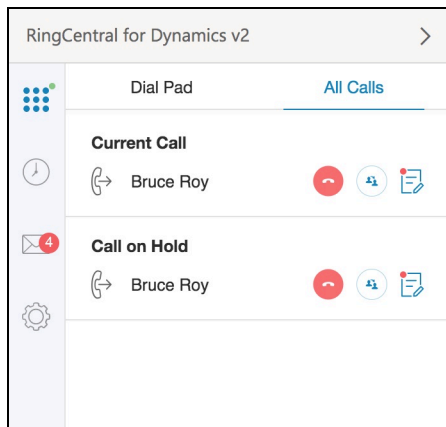 RingCentral for Dynamics v2
Dial Pad All Calls
Current Call
Bruce Roy
4
Call on Hold
Bruce Roy